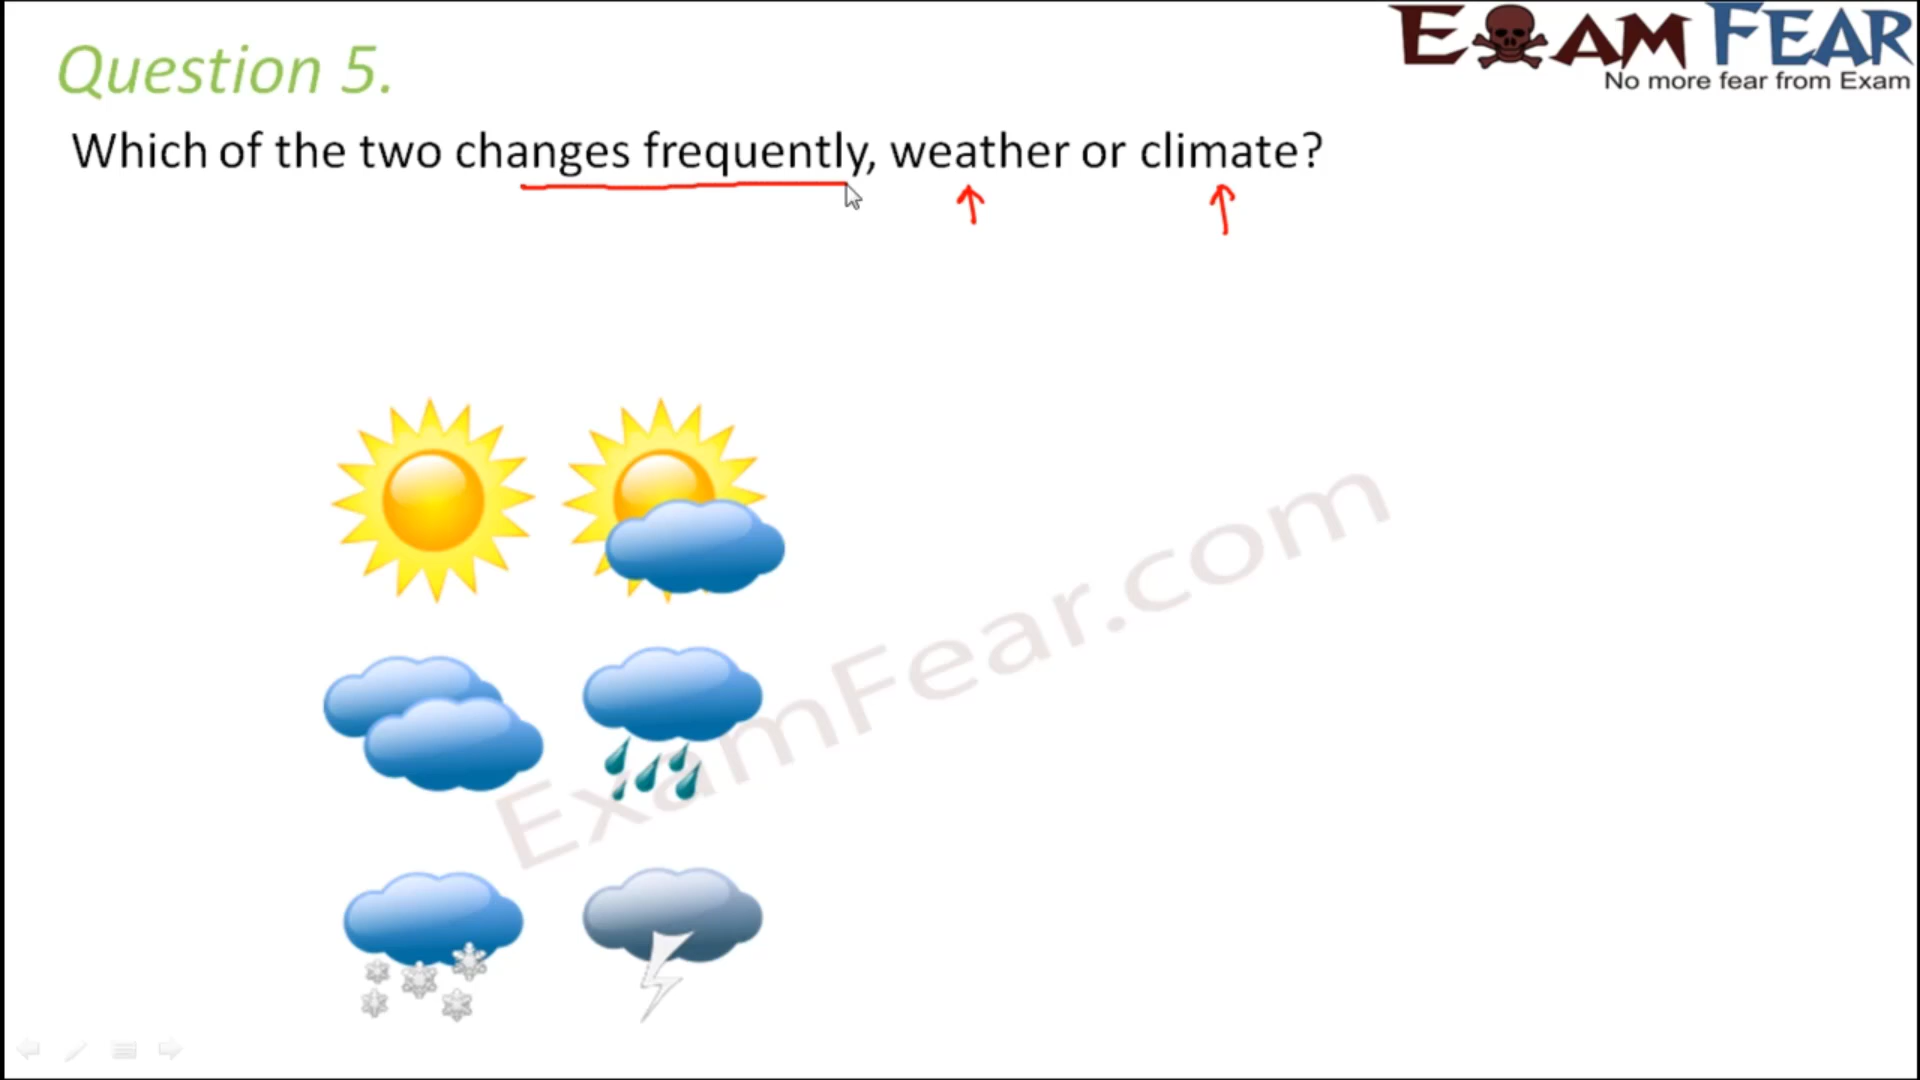 Question 5.
EXAM FEAR
No more fear from Exam
Which of the two changes frequently, weather or climate?
ExamFear.com